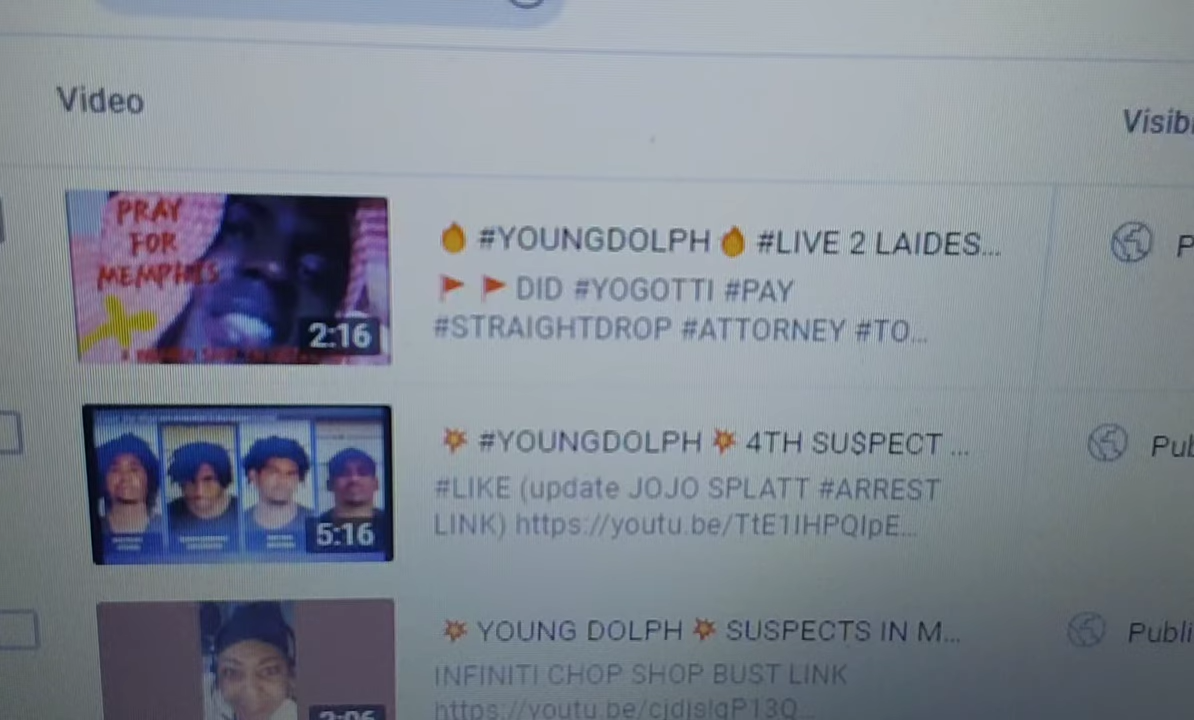 Video
Visibi
PRAY
FOR
MEMPHIS
2:16
#YOUNGDOLPH #LIVE 2 LAIDES...
DID #YOGOTTI #PAY
#STRAIGHTDROP #ATTORNEY #TO...
P
5:16
#YOUNGDOLPH 4TH SU$PECT ...
#LIKE (update JOJO SPLATT #ARREST
LINK) https://youtu.be/TtE1IHPQIpE...
Pub
YOUNG DOLPH SUSPECTS IN M...
INFINITI CHOP SHOP BUST LINK
Publi